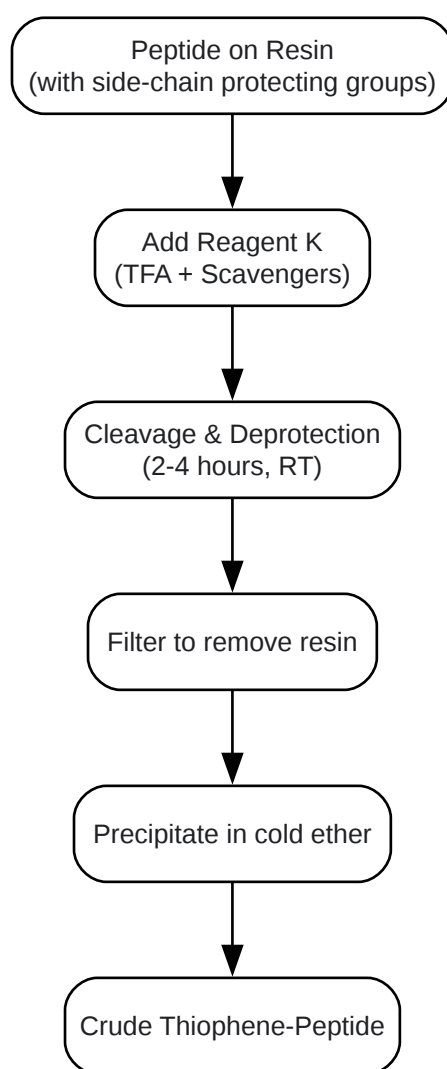 Peptide on Resin
(with side-chain protecting groups)
Add Reagent K
(TFA + Scavengers)
Cleavage & Deprotection
(2-4 hours, RT)
Filter to remove resin
Precipitate in cold ether
Crude Thiophene-Peptide